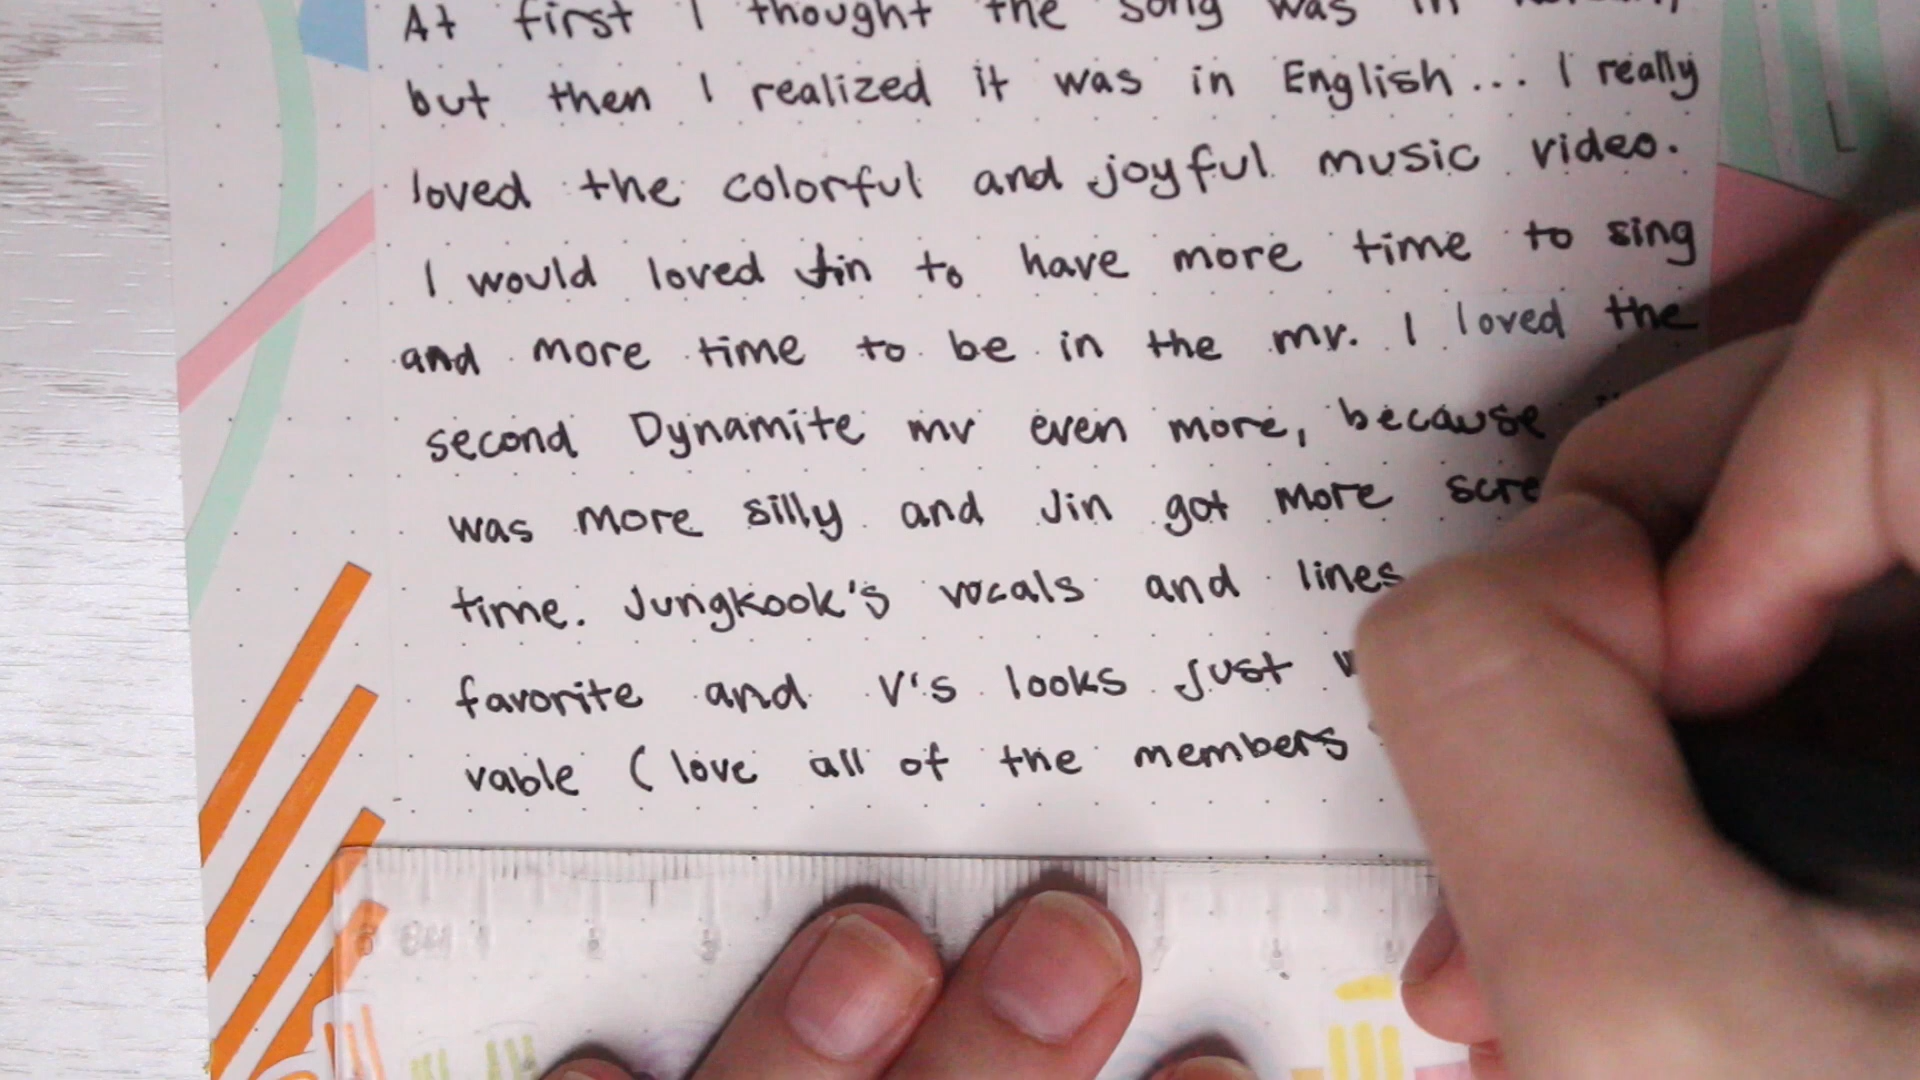 At first I thought the song was in
but then I realized it was in English... I really
loved the colorful and joyful music video.
I would loved Jin to have more time to sing
and more time to be in the mv. I loved the
second Dynamite mv even more, because
was more silly and Jin got more
time. Jungkook's vocals and lines
favorite and V's looks just
vable (love all of the members